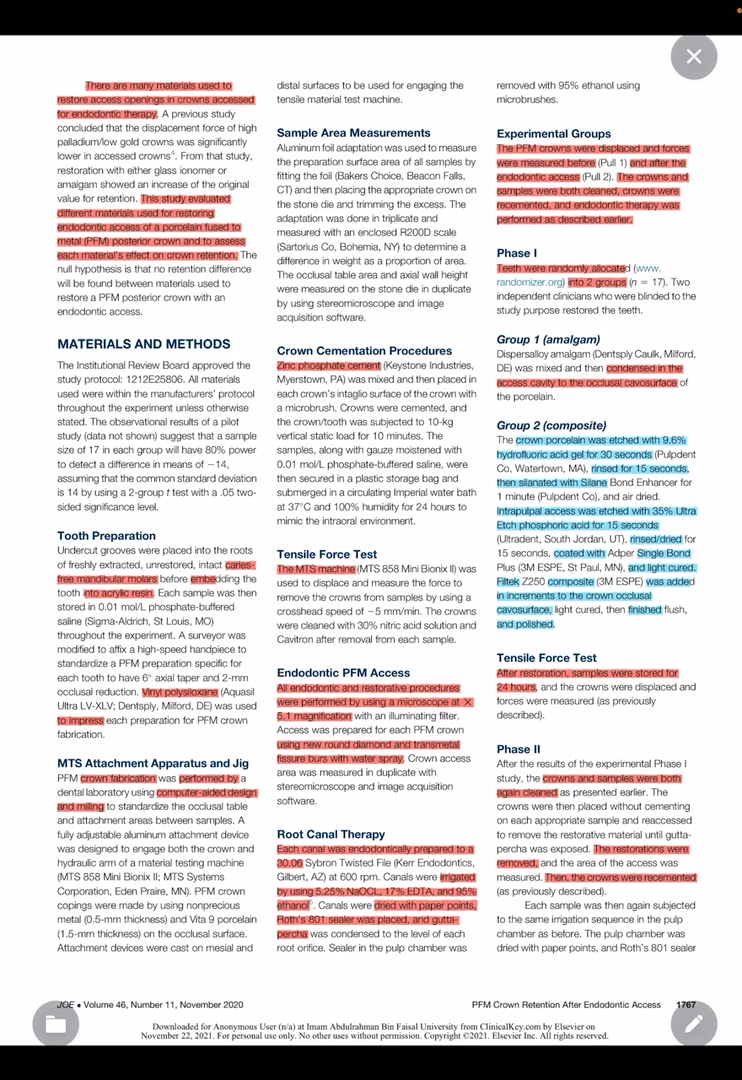 There are many materials used to
restore access openings in crowns accessed
for endodontic therapy. A previous study
concluded that the displacement force of high
palladium/low gold crowns was significantly
lower in accessed crowns4. From that study,
restoration with either glass ionomer or
amalgam showed an increase of the original
value for retention. This study evaluated
different materials used for restoring
endodontic access of a porcelain fused to
metal (PFM) posterior crown and to assess
each material's effect on crown retention. The
null hypothesis is that no retention difference
will be found between materials used to
restore a PFM posterior crown with an
endodontic access.
MATERIALS AND METHODS
The Institutional Review Board approved the
study protocol: 1212E25806. All materials
used were within the manufacturers' protocol
throughout the experiment unless otherwise
stated. The observational results of a pilot
study (data not shown) suggest that a sample
size of 17 in each group will have 80% power
to detect a difference in means of −14,
assuming that the common standard deviation
is 14 by using a 2-group t test with a .05 two-
sided significance level.
Tooth Preparation
Undercut grooves were placed into the roots
of freshly extracted, unrestored, intact caries-
free mandibular molars before embedding the
tooth into acrylic resin. Each sample was then
stored in 0.01 mol/L phosphate-buffered
saline (Sigma-Aldrich, St Louis, MO)
throughout the experiment. A surveyor was
modified to affix a high-speed handpiece to
standardize a PFM preparation specific for
each tooth to have 6° axial taper and 2-mm
occlusal reduction. Vinyl polysiloxane (Aquasil
Ultra LV-XLV; Dentsply, Milford, DE) was used
to impress each preparation for PFM crown
fabrication.
MTS Attachment Apparatus and Jig
PFM crown fabrication was performed by a
dental laboratory using computer-aided design
and milling to standardize the occlusal table
and attachment areas between samples. A
fully adjustable aluminum attachment device
was designed to engage both the crown and
hydraulic arm of a material testing machine
(MTS 858 Mini Bionix II; MTS Systems
Corporation, Eden Praire, MN). PFM crown
copings were made by using nonprecious
metal (0.5-mm thickness) and Vita 9 porcelain
(1.5-mm thickness) on the occlusal surface.
Attachment devices were cast on mesial and
distal surfaces to be used for engaging the
tensile material test machine.
Sample Area Measurements
Aluminum foil adaptation was used to measure
the preparation surface area of all samples by
fitting the foil (Bakers Choice, Beacon Falls,
CT) and then placing the appropriate crown on
the stone die and trimming the excess. The
adaptation was done in triplicate and
measured with an enclosed R200D scale
(Sartorius Co, Bohemia, NY) to determine a
difference in weight as a proportion of area.
The occlusal table area and axial wall height
were measured on the stone die in duplicate
by using stereomicroscope and image
acquisition software.
Crown Cementation Procedures
Zinc phosphate cement (Keystone Industries,
Myerstown, PA) was mixed and then placed in
each crown's intaglio surface of the crown with
a microbrush. Crowns were cemented, and
the crown/tooth was subjected to 10-kg
vertical static load for 10 minutes. The
samples, along with gauze moistened with
0.01 mol/L phosphate-buffered saline, were
then secured in a plastic storage bag and
submerged in a circulating Imperial water bath
at 37°C and 100% humidity for 24 hours to
mimic the intraoral environment.
Tensile Force Test
The MTS machine (MTS 858 Mini Bionix II) was
used to displace and measure the force to
remove the crowns from samples by using a
crosshead speed of −5 mm/min. The crowns
were cleaned with 30% nitric acid solution and
Cavitron after removal from each sample.
Endodontic PFM Access
All endodontic and restorative procedures
were performed by using a microscope at ×
5.1 magnification with an illuminating filter.
Access was prepared for each PFM crown
using new round diamond and transmetal
fissure burs with water spray. Crown access
area was measured in duplicate with
stereomicroscope and image acquisition
software.
Root Canal Therapy
Each canal was endodontically prepared to a
30.06 Sybron Twisted File (Kerr Endodontics,
Gilbert, AZ) at 600 rpm. Canals were irrigated
by using 5.25% NaOCL, 17% EDTA, and 95%
ethanol5. Canals were dried with paper points,
Roth's 801 sealer was placed, and gutta-
percha was condensed to the level of each
root orifice. Sealer in the pulp chamber was
removed with 95% ethanol using
microbrushes.
Experimental Groups
The PFM crowns were displaced and forces
were measured before (Pull 1) and after the
endodontic access (Pull 2). The crowns and
samples were both cleaned, crowns were
recemented, and endodontic therapy was
performed as described earlier.
Phase I
Teeth were randomly allocated (www.
randomizer.org) into 2 groups (n = 17). Two
independent clinicians who were blinded to the
study purpose restored the teeth.
Group 1 (amalgam)
Dispersalloy amalgam (Dentsply Caulk, Milford,
DE) was mixed and then condensed in the
access cavity to the occlusal cavosurface of
the porcelain.
Group 2 (composite)
The crown porcelain was etched with 9.6%
hydrofluoric acid gel for 30 seconds (Pulpdent
Co, Watertown, MA), rinsed for 15 seconds,
then silanated with Silane Bond Enhancer for
1 minute (Pulpdent Co), and air dried.
Intrapulpal access was etched with 35% Ultra
Etch phosphoric acid for 15 seconds
(Ultradent, South Jordan, UT), rinsed/dried for
15 seconds, coated with Adper Single Bond
Plus (3M ESPE, St Paul, MN), and light cured.
Filtek Z250 composite (3M ESPE) was added
in increments to the crown occlusal
cavosurface, light cured, then finished flush,
and polished.
Tensile Force Test
After restoration, samples were stored for
24 hours, and the crowns were displaced and
forces were measured (as previously
described).
Phase II
After the results of the experimental Phase I
study, the crowns and samples were both
again cleaned as presented earlier. The
crowns were then placed without cementing
on each appropriate sample and reaccessed
to remove the restorative material until gutta-
percha was exposed. The restorations were
removed, and the area of the access was
measured. Then, the crowns were recemented
(as previously described).
Each sample was then again subjected
to the same irrigation sequence in the pulp
chamber as before. The pulp chamber was
dried with paper points, and Roth's 801 sealer
JOE • Volume 46, Number 11, November 2020
PFM Crown Retention After Endodontic Access 1767
Downloaded for Anonymous User (n/a) at Imam Abdulrahman Bin Faisal University from ClinicalKey.com by Elsevier on
November 22, 2021. For personal use only. No other uses without permission. Copyright ©2021. Elsevier Inc. All rights reserved.